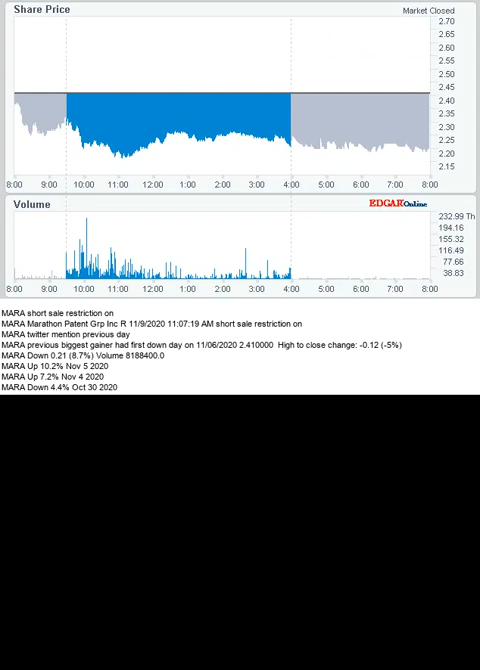 Share Price
Market Closed
2.70
2.65
2.60
2.55
2.50
2.45
2.40
2.35
2.30
2.25
2.20
2.15
8:00 9:00 10:00 11:00 12:00 1:00 2:00 3:00 4:00 5:00 6:00 7:00 8:00
Volume
EDGAR Online
232.99 Th
194.16
155.32
116.49
77.66
38.83
8:00 9:00 10:00 11:00 12:00 1:00 2:00 3:00 4:00 5:00 6:00 7:00 8:00
MARA short sale restriction on
MARA Marathon Patent Grp Inc R 11/9/2020 11:07:19 AM short sale restriction on
MARA twitter mention previous day
MARA previous biggest gainer had first down day on 11/06/2020 2.410000 High to close change: -0.12 (-5%)
MARA Down 0.21 (8.7%) Volume 8188400.0
MARA Up 10.2% Nov 5 2020
MARA Up 7.2% Nov 4 2020
MARA Down 4.4% Oct 30 2020